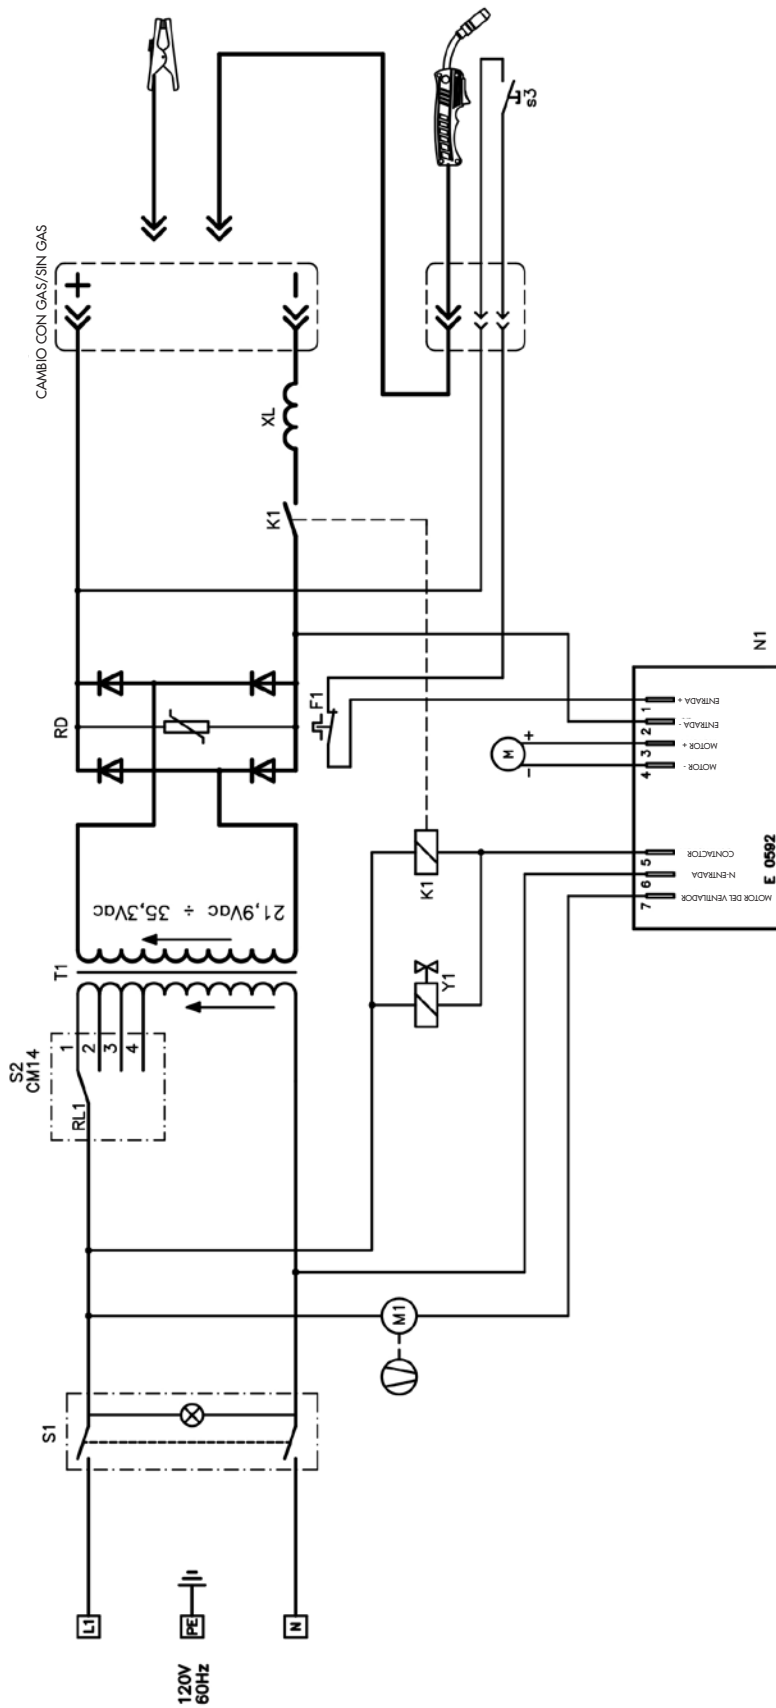 CAMBIO CON GAS/SIN GAS
+
-
s3
XL
K1
RD
F1
N1
1 ENTRADA +
2 ENTRADA -
3 MOTOR +
4 MOTOR -
5 CONTACTOR
6 N-ENTRADA
7 MOTOR DEL VENTILADOR
E 0592
M
+
-
K1
Y1
21,9Vac ÷ 35,3Vac
T1
S2
CM14
1
2
3
4
RL1
M1
S1
L1
PE
N
120V
60Hz